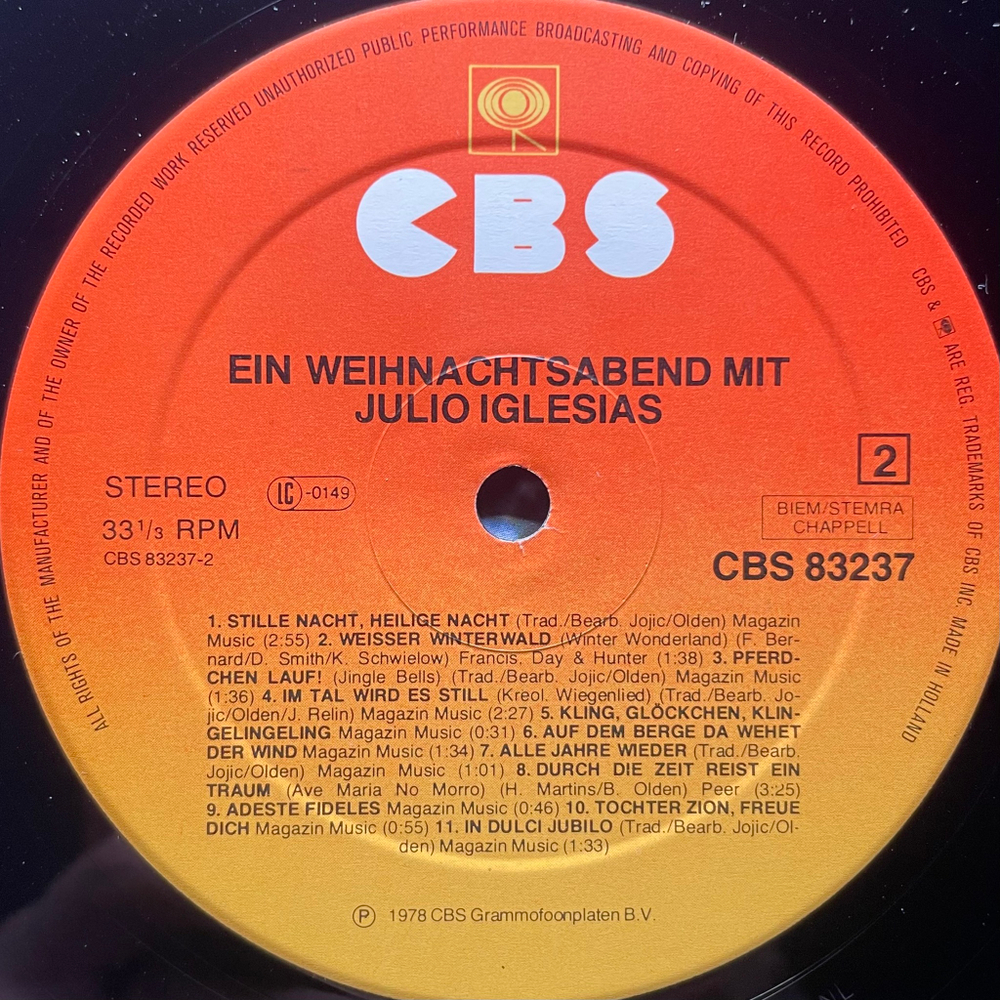 ALL RIGHTS OF THE MANUFACTURER AND OF THE OWNER OF THE RECORDED WORK RESERVED UNAUTHORIZED PUBLIC PERFORMANCE BROADCASTING AND COPYING OF THIS RECORD PROHIBITED
CBS & ARE REG. TRADEMARKS OF CBS INC. MADE IN HOLLAND
CBS
EIN WEIHNACHTSABEND MIT
JULIO IGLESIAS
STEREO
LC -0149
33 1/3 RPM
CBS 83237-2
2
BIEM/STEMRA
CHAPPELL
CBS 83237
1. STILLE NACHT, HEILIGE NACHT (Trad./Bearb. Jojic/Olden) Magazin
Music (2:55) 2. WEISSER WINTERWALD (Winter Wonderland) (F. Ber-
nard/D. Smith/K. Schwielow) Francis, Day & Hunter (1:38) 3. PFERD-
CHEN LAUF! (Jingle Bells) (Trad./Bearb. Jojic/Olden) Magazin Music
(1:36) 4. IM TAL WIRD ES STILL (Kreol. Wiegenlied) (Trad./Bearb. Jo-
jic/Olden/J. Relin) Magazin Music (2:27) 5. KLING, GLÖCKCHEN, KLIN-
GELINGELING Magazin Music (0:31) 6. AUF DEM BERGE DA WEHET
DER WIND Magazin Music (1:34) 7. ALLE JAHRE WIEDER (Trad./Bearb.
Jojic/Olden) Magazin Music (1:01) 8. DURCH DIE ZEIT REIST EIN
TRAUM (Ave Maria No Morro) (H. Martins/B. Olden) Peer (3:25)
9. ADESTE FIDELES Magazin Music (0:46) 10. TOCHTER ZION, FREUE
DICH Magazin Music (0:55) 11. IN DULCI JUBILO (Trad./Bearb. Jojic/Ol-
den) Magazin Music (1:33)
℗ 1978 CBS Grammofoonplaten B.V.